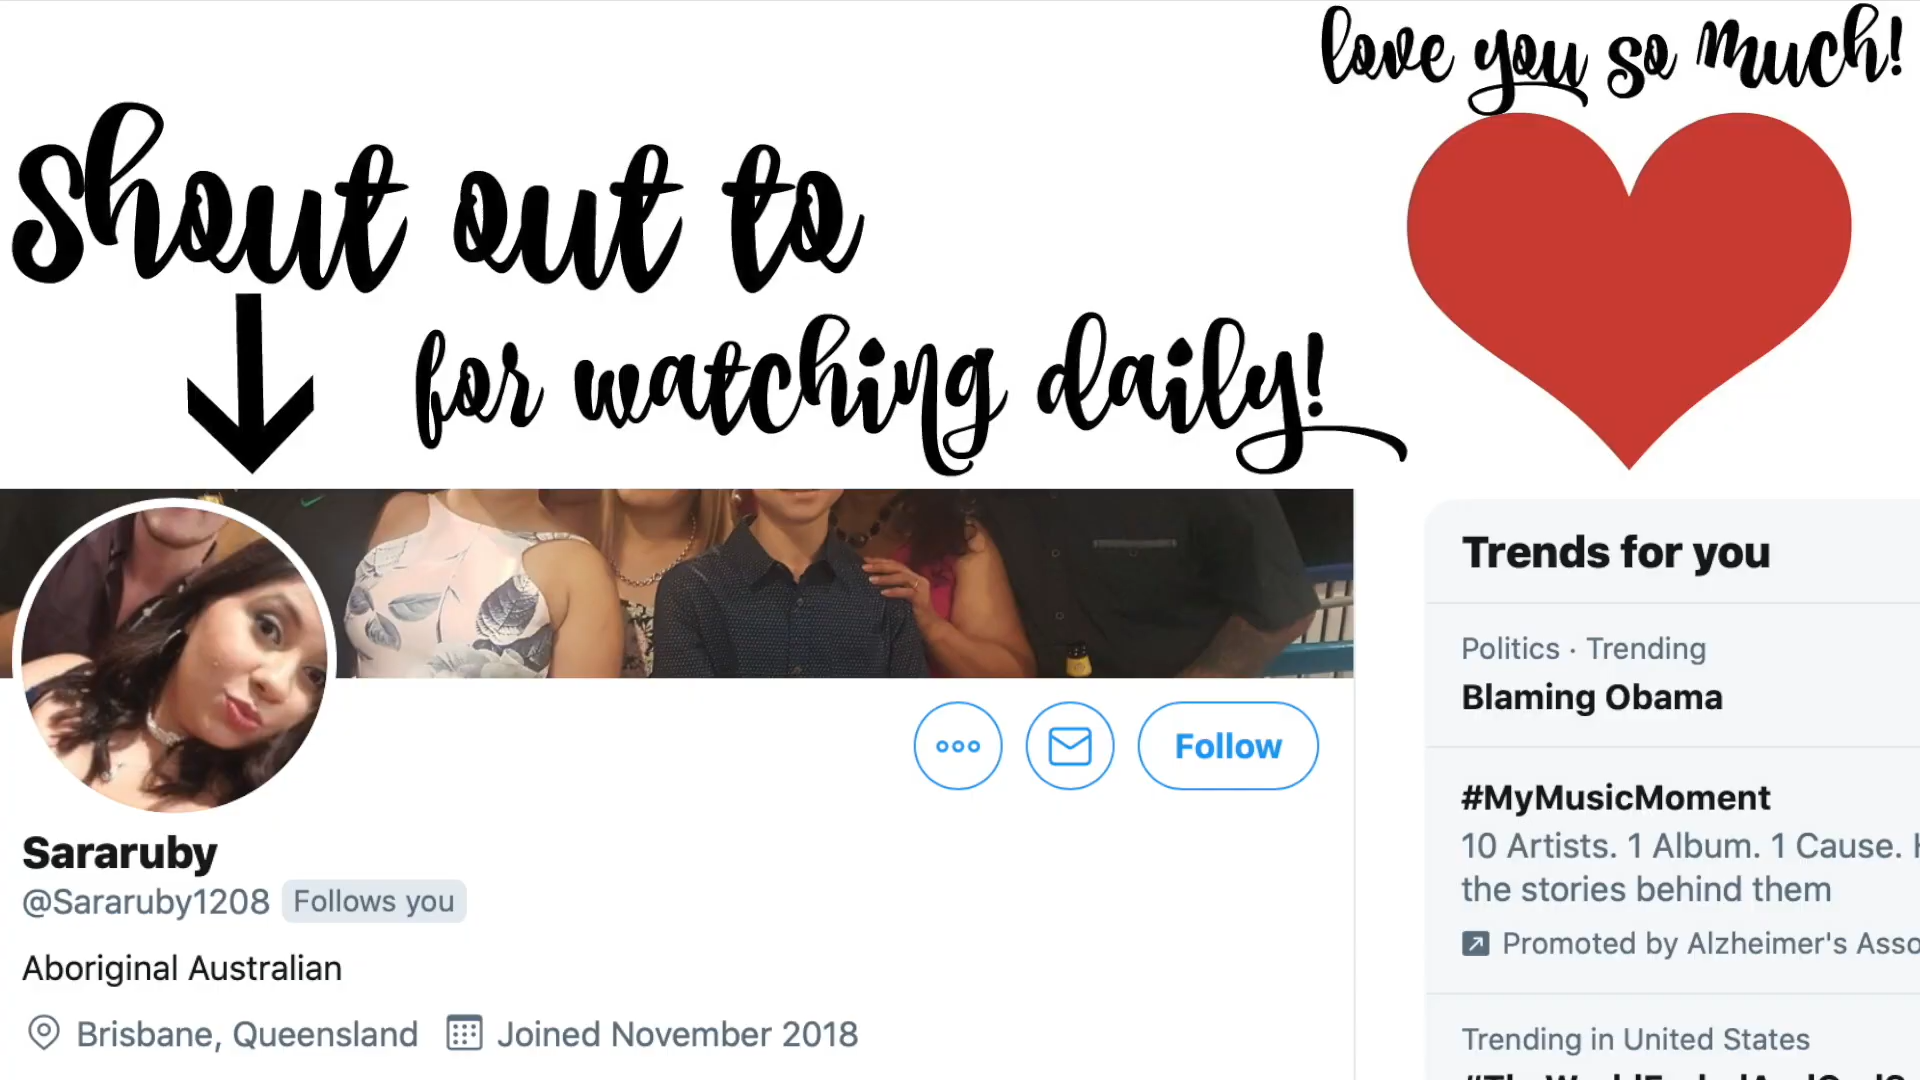 love you so much!
Shout out to
for watching daily!
Sararuby
@Sararuby1208 Follows you
Aboriginal Australian
Brisbane, Queensland Joined November 2018
Follow
Trends for you
Politics · Trending
Blaming Obama
#MyMusicMoment
10 Artists. 1 Album. 1 Cause.
the stories behind them
Promoted by Alzheimer's Asso
Trending in United States